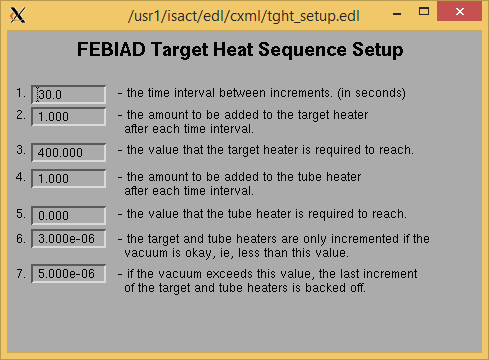 /usr1/isact/edl/cxml/tght_setup.edl
FEBIAD Target Heat Sequence Setup
1. 30.0 - the time interval between increments. (in seconds)
2. 1.000 - the amount to be added to the target heater
after each time interval.
3. 400.000 - the value that the target heater is required to reach.
4. 1.000 - the amount to be added to the tube heater
after each time interval.
5. 0.000 - the value that the tube heater is required to reach.
6. 3.000e-06 - the target and tube heaters are only incremented if the
vacuum is okay, ie, less than this value.
7. 5.000e-06 - if the vacuum exceeds this value, the last increment
of the target and tube heaters is backed off.